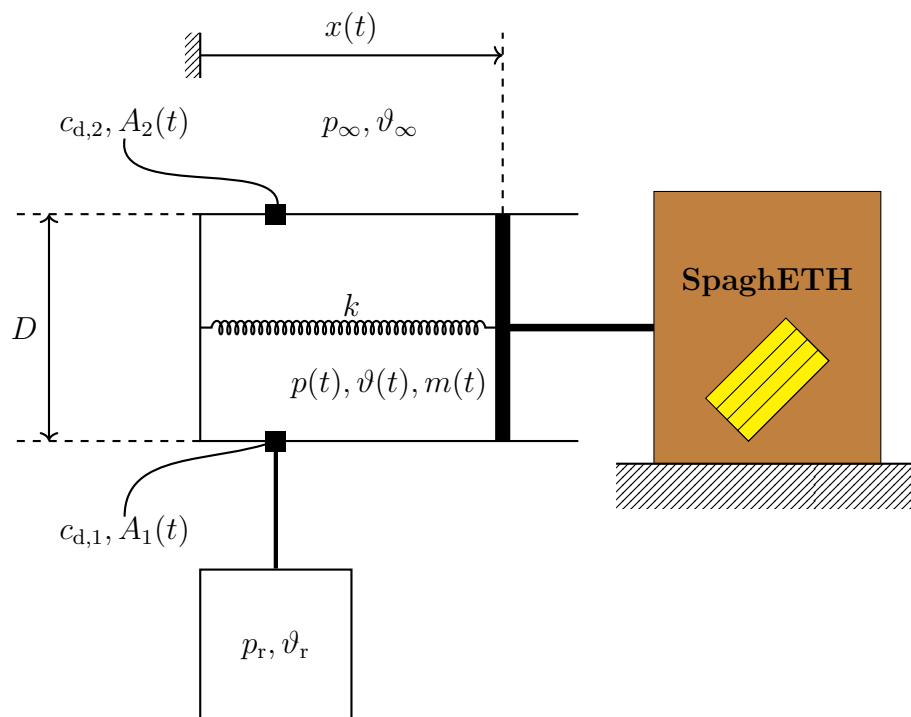 x(t)
c_{d,2}, A_2(t)
p_∞, ϑ_∞
SpaghETH
k
D
p(t), ϑ(t), m(t)
c_{d,1}, A_1(t)
p_r, ϑ_r